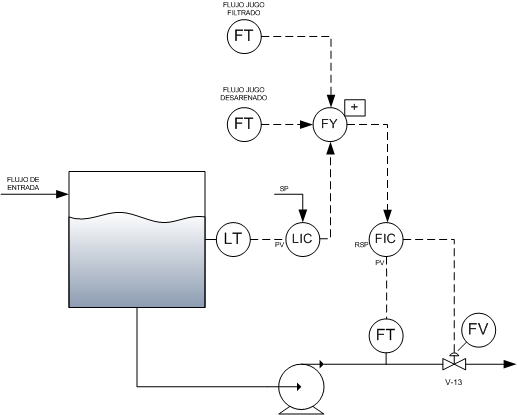 FLUJO JUGO
FILTRADO
FT
FLUJO JUGO
DESARENADO
FT
FY
+
FLUJO DE
ENTRADA
SP
LT
PV
LIC
RSP
FIC
PV
FT
FV
V-13